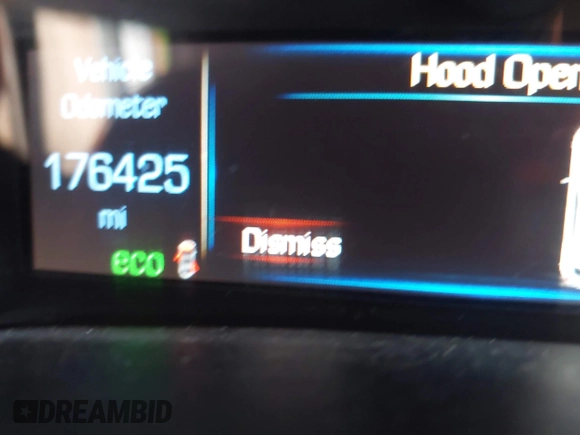 Vehicle
Odometer
176425
mi
eco
Hood Open
Dismiss
DREAMBID